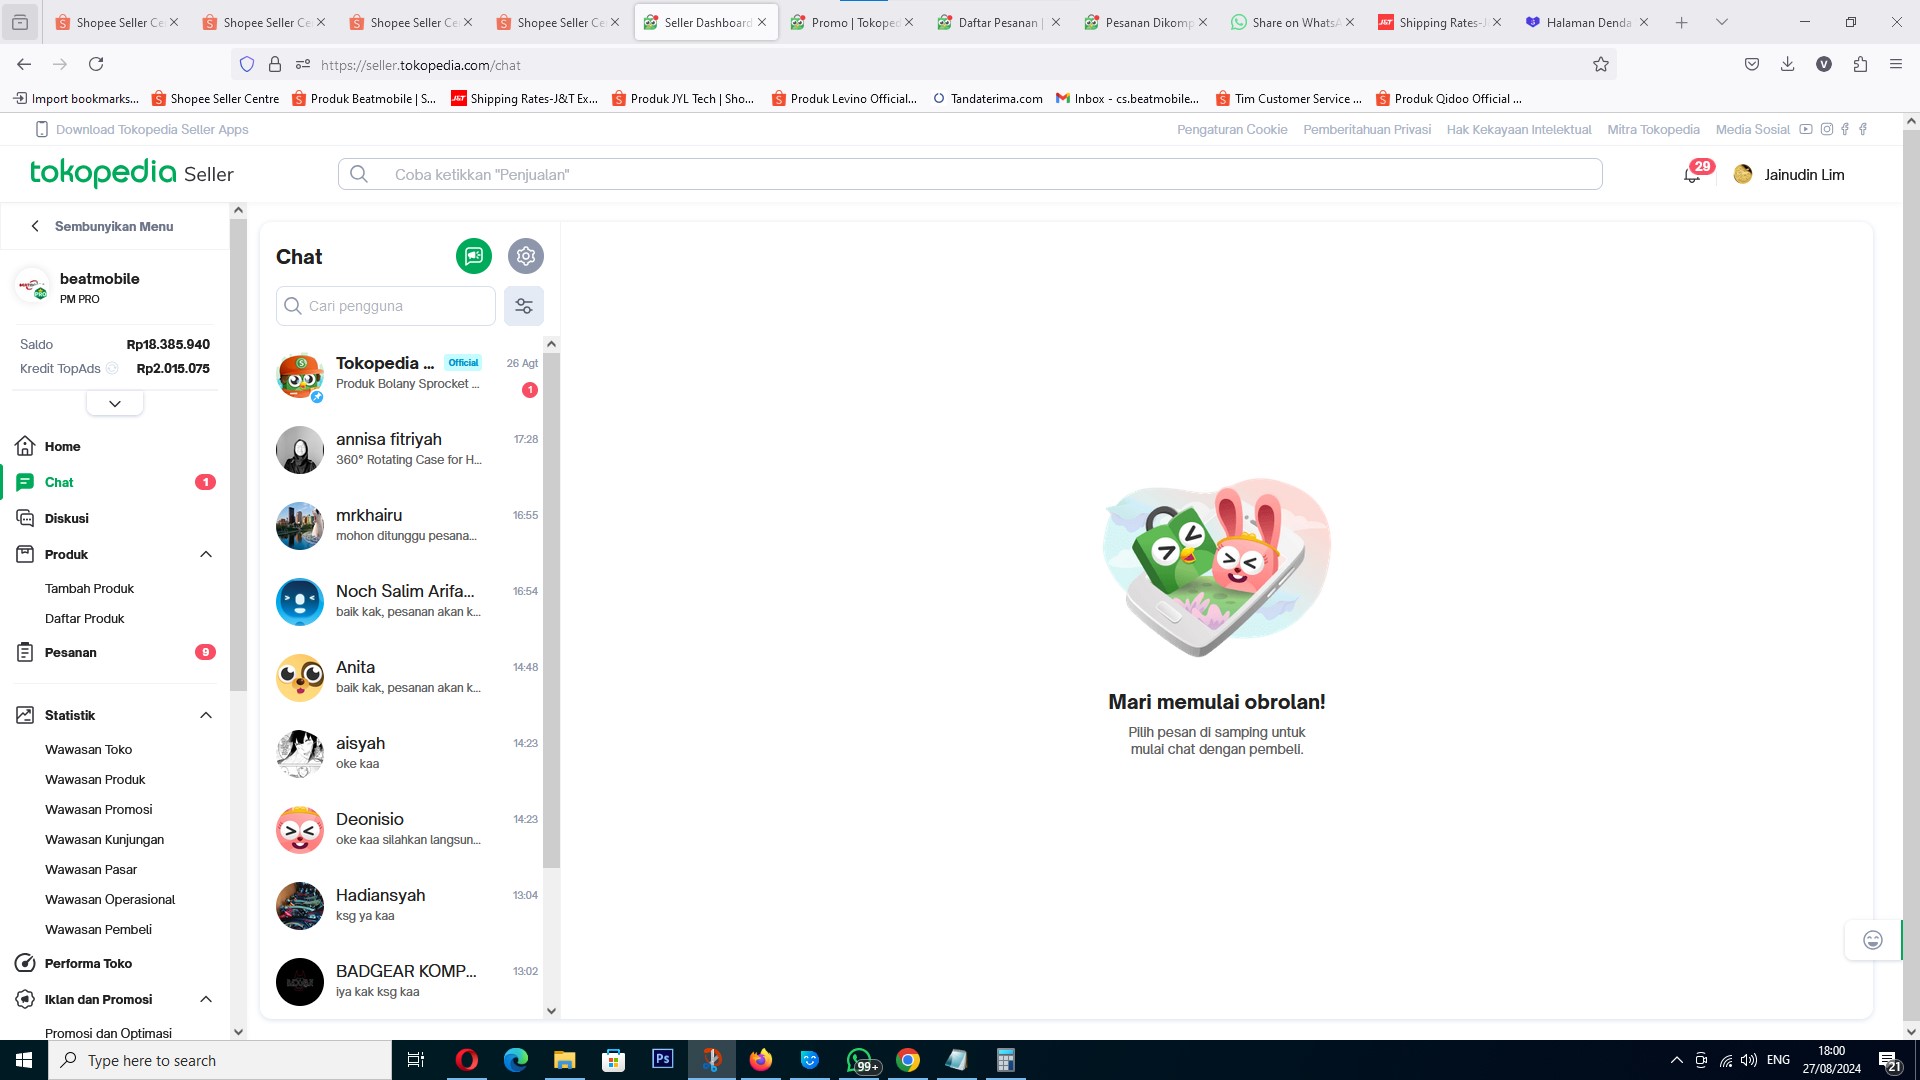 Shopee Seller Ce
Shopee Seller Ce
Shopee Seller Ce
Shopee Seller Ce
Seller Dashboard
Promo | Tokoped
Daftar Pesanan |
Pesanan Dikomp
Share on WhatsA
Shipping Rates-J
Halaman Denda
https://seller.tokopedia.com/chat
Import bookmarks...
Shopee Seller Centre
Produk Beatmobile | S...
Shipping Rates-J&T Ex...
Produk JYL Tech | Sho...
Produk Levino Official...
Tandaterima.com
Inbox - cs.beatmobile...
Tim Customer Service ...
Produk Qidoo Official ...
Download Tokopedia Seller Apps
Pengaturan Cookie
Pemberitahuan Privasi
Hak Kekayaan Intelektual
Mitra Tokopedia
Media Sosial
tokopedia Seller
Coba ketikkan "Penjualan"
29
Jainudin Lim
Sembunyikan Menu
beatmobile
PM PRO
Saldo Rp18.385.940
Kredit TopAds Rp2.015.075
Home
Chat 1
Diskusi
Produk
Tambah Produk
Daftar Produk
Pesanan 9
Statistik
Wawasan Toko
Wawasan Produk
Wawasan Promosi
Wawasan Kunjungan
Wawasan Pasar
Wawasan Operasional
Wawasan Pembeli
Performa Toko
Iklan dan Promosi
Promosi dan Optimasi
Chat
Cari pengguna
Tokopedia ... Official 26 Agt
Produk Bolany Sprocket ... 1
annisa fitriyah 17:28
360° Rotating Case for H...
mrkhairu 16:55
mohon ditunggu pesana...
Noch Salim Arifa... 16:54
baik kak, pesanan akan k...
Anita 14:48
baik kak, pesanan akan k...
aisyah 14:23
oke kaa
Deonisio 14:23
oke kaa silahkan langsun...
Hadiansyah 13:04
ksg ya kaa
BADGEAR KOMP... 13:02
iya kak ksg kaa
Mari memulai obrolan!
Pilih pesan di samping untuk
mulai chat dengan pembeli.
Type here to search
Ps
99+
ENG
18:00
27/08/2024
21